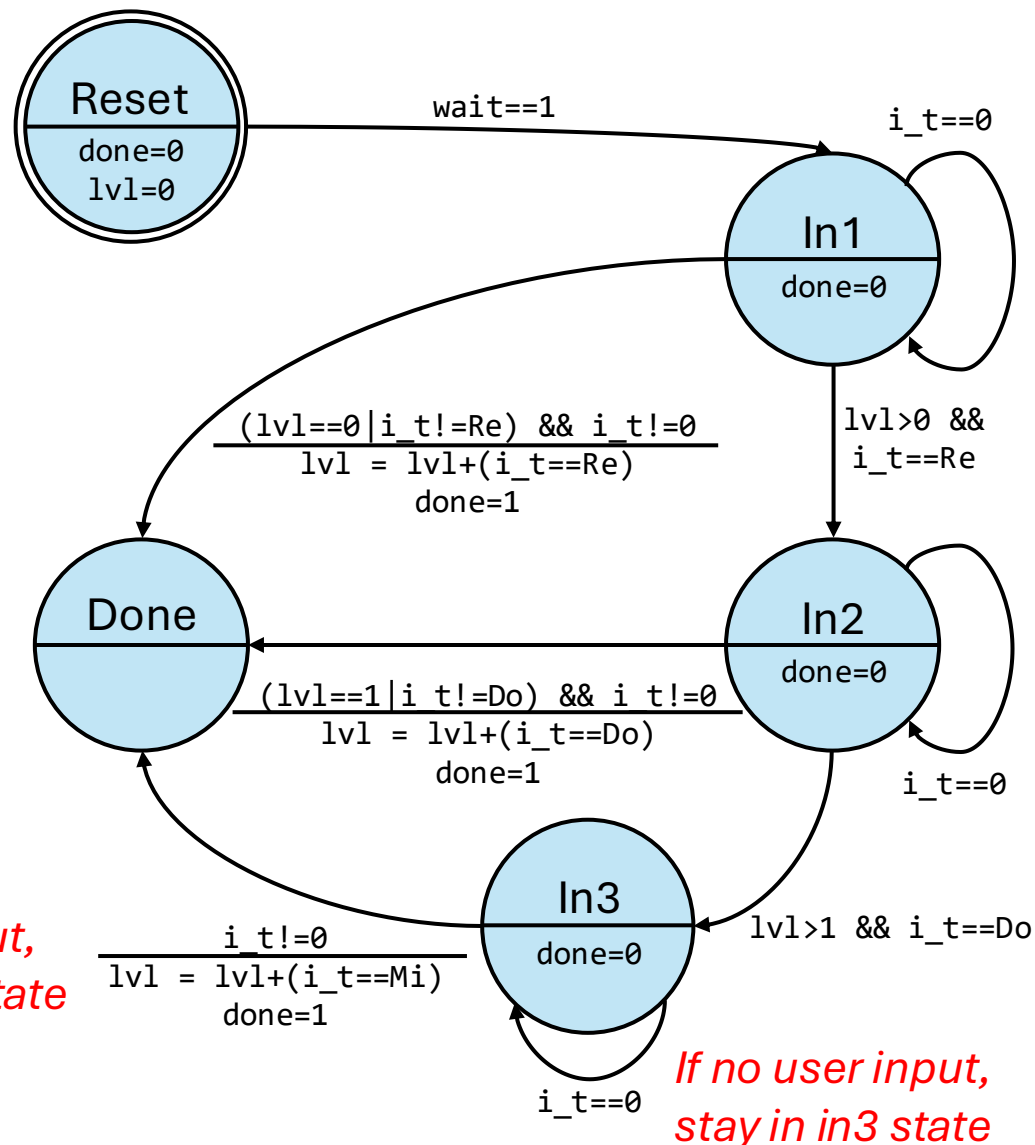 Reset
done=0
lvl=0
wait==1
i_t==0
In1
done=0
(lvl==0|i_t!=Re) && i_t!=0
lvl = lvl+(i_t==Re)
done=1
lvl>0 &&
i_t==Re
Done
In2
done=0
(lvl==1|i t!=Do) && i t!=0
lvl = lvl+(i_t==Do)
done=1
i_t==0
In3
done=0
lvl>1 && i_t==Do
i_t!=0
lvl = lvl+(i_t==Mi)
done=1
i_t==0
If no user input,
stay in in3 state